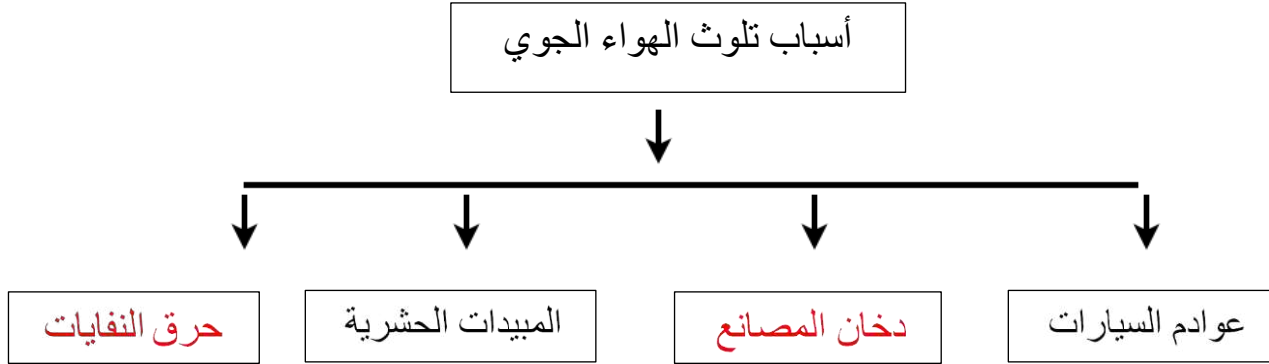 أسباب تلوث الهواء الجوي
عوادم السيارات
دخان المصانع
المبيدات الحشرية
حرق النفايات